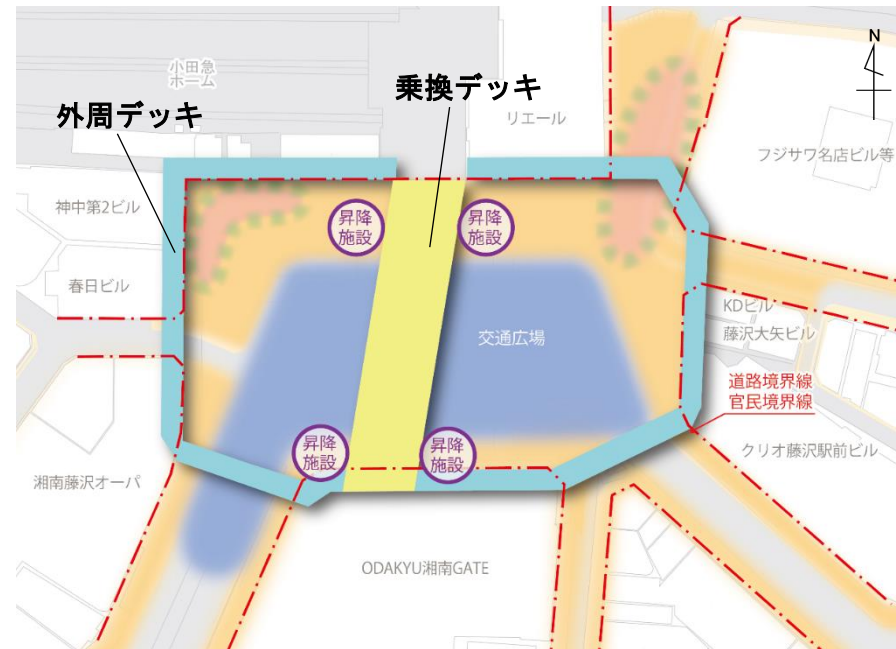 N
小田急
ホーム
乗換デッキ
外周デッキ
リエール
フジサワ名店ビル等
神中第2ビル
昇降
施設
昇降
施設
春日ビル
KDビル
交通広場
藤沢大矢ビル
道路境界線
官民境界線
昇降
施設
昇降
施設
クリオ藤沢駅前ビル
湘南藤沢オーパ
ODAKYU湘南GATE